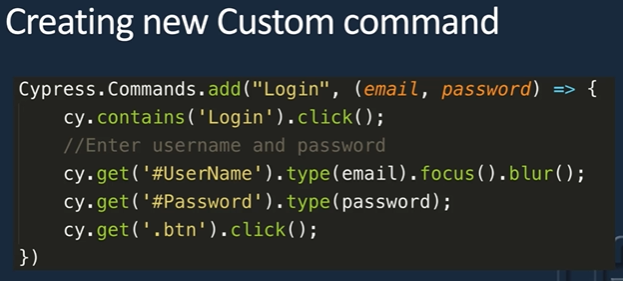 Creating new Custom command
Cypress.Commands.add("Login", (email, password) => {
    cy.contains('Login').click();
    //Enter username and password
    cy.get('#UserName').type(email).focus().blur();
    cy.get('#Password').type(password);
    cy.get('.btn').click();
})